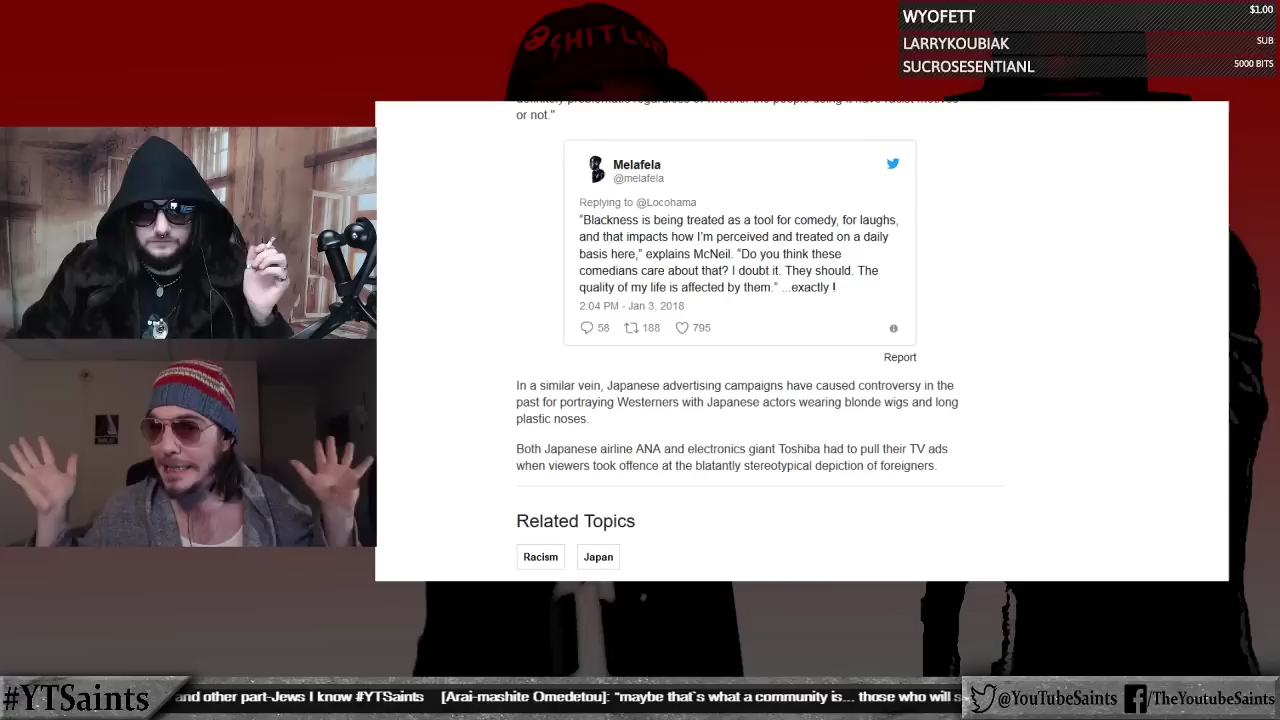 WYOFETT $1.00
LARRYKOUBIAK SUB
SUCROSESENTIANL 5000 BITS
or not."
Melafela
@melafela
Replying to @Locohama
"Blackness is being treated as a tool for comedy, for laughs,
and that impacts how I'm perceived and treated on a daily
basis here," explains McNeil. "Do you think these
comedians care about that? I doubt it. They should. The
quality of my life is affected by them." ...exactly !
2:04 PM - Jan 3, 2018
58 188 795
Report
In a similar vein, Japanese advertising campaigns have caused controversy in the
past for portraying Westerners with Japanese actors wearing blonde wigs and long
plastic noses.
Both Japanese airline ANA and electronics giant Toshiba had to pull their TV ads
when viewers took offence at the blatantly stereotypical depiction of foreigners.
Related Topics
Racism Japan
#YTSaints
and other part-Jews I know #YTSaints [Arai-mashite Omedetou]: "maybe that`s what a community is... those who will s
@YouTubeSaints /TheYoutubeSaints